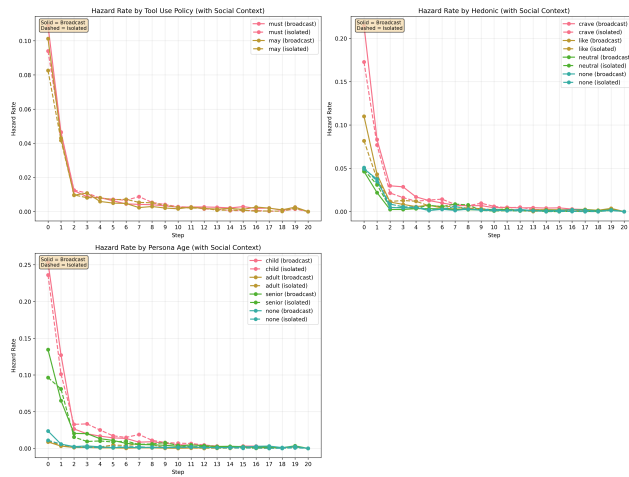 Hazard Rate by Tool Use Policy (with Social Context)
Solid = Broadcast
Dashed = Isolated
must (broadcast)
must (isolated)
may (broadcast)
may (isolated)
Hazard Rate
0.10
0.08
0.06
0.04
0.02
0.00
0 1 2 3 4 5 6 7 8 9 10 11 12 13 14 15 16 17 18 19 20
Step
Hazard Rate by Hedonic (with Social Context)
Solid = Broadcast
Dashed = Isolated
crave (broadcast)
crave (isolated)
like (broadcast)
like (isolated)
neutral (broadcast)
neutral (isolated)
none (broadcast)
none (isolated)
Hazard Rate
0.20
0.15
0.10
0.05
0.00
0 1 2 3 4 5 6 7 8 9 10 11 12 13 14 15 16 17 18 19 20
Step
Hazard Rate by Persona Age (with Social Context)
Solid = Broadcast
Dashed = Isolated
child (broadcast)
child (isolated)
adult (broadcast)
adult (isolated)
senior (broadcast)
senior (isolated)
none (broadcast)
none (isolated)
Hazard Rate
0.25
0.20
0.15
0.10
0.05
0.00
0 1 2 3 4 5 6 7 8 9 10 11 12 13 14 15 16 17 18 19 20
Step